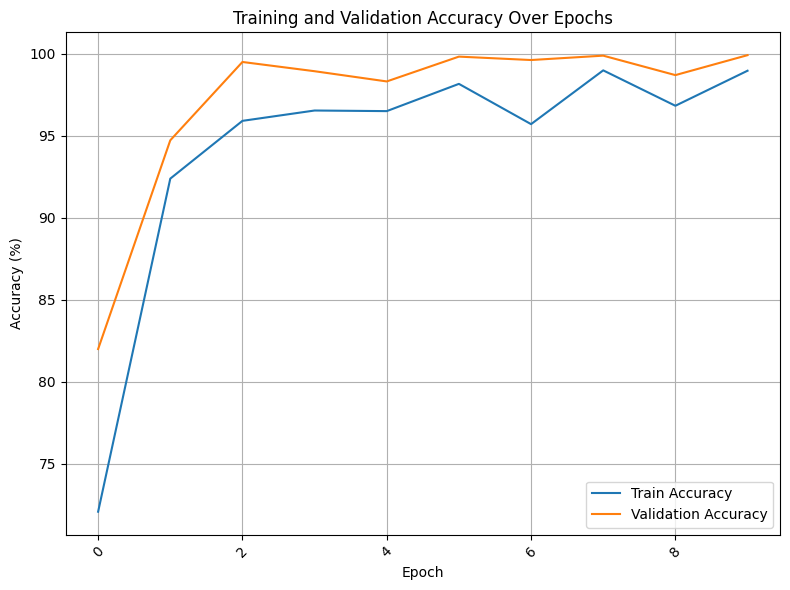 Training and Validation Accuracy Over Epochs
Accuracy (%)
100
95
90
85
80
75
0 2 4 6 8
Epoch
Train Accuracy
Validation Accuracy